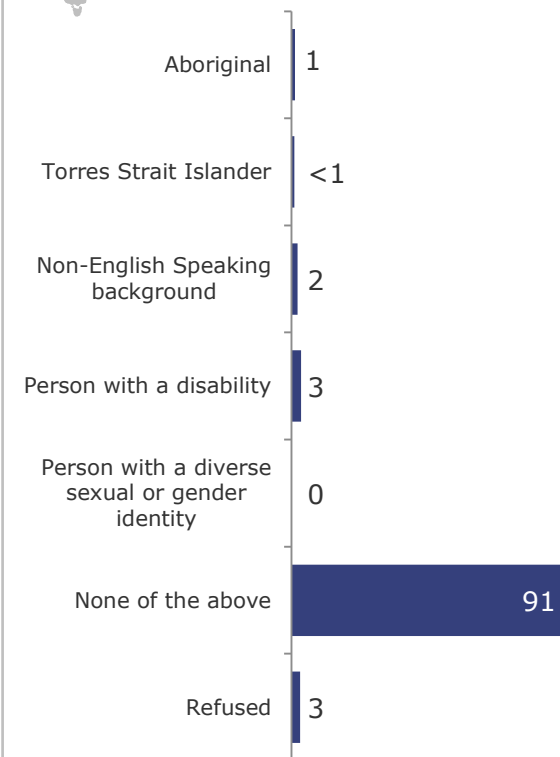 Aboriginal 1
Torres Strait Islander <1
Non-English Speaking
background 2
Person with a disability 3
Person with a diverse
sexual or gender
identity 0
None of the above 91
Refused 3